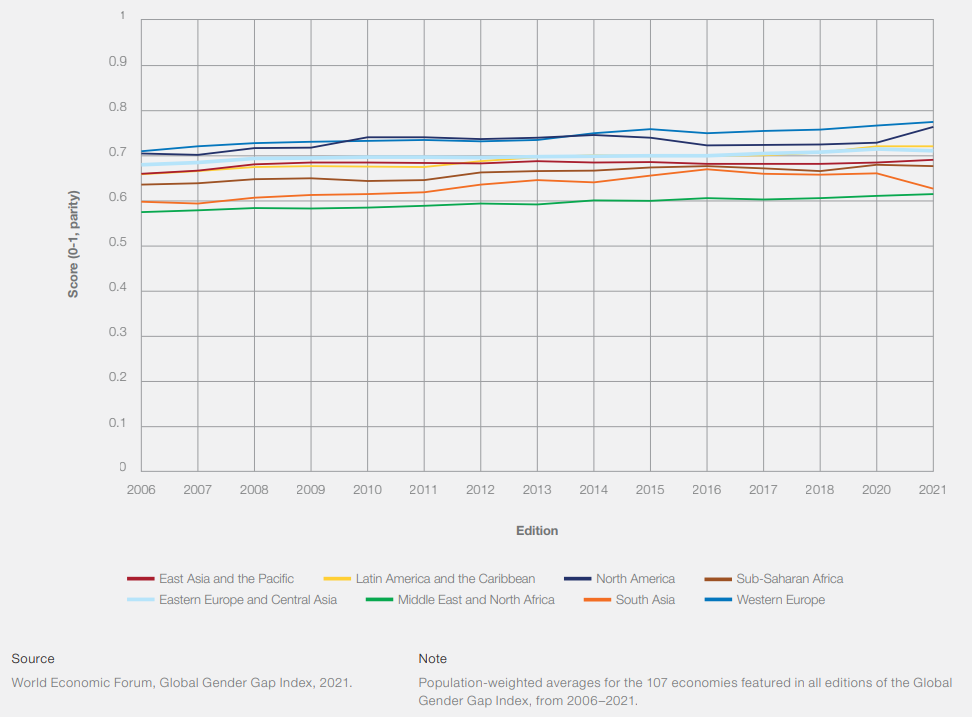 1
0.9
0.8
0.7
0.6
0.5
0.4
0.3
0.2
0.1
0
Score (0-1, parity)
2006 2007 2008 2009 2010 2011 2012 2013 2014 2015 2016 2017 2018 2020 2021
Edition
East Asia and the Pacific Latin America and the Caribbean North America Sub-Saharan Africa
Eastern Europe and Central Asia Middle East and North Africa South Asia Western Europe
Source
World Economic Forum, Global Gender Gap Index, 2021.
Note
Population-weighted averages for the 107 economies featured in all editions of the Global
Gender Gap Index, from 2006–2021.